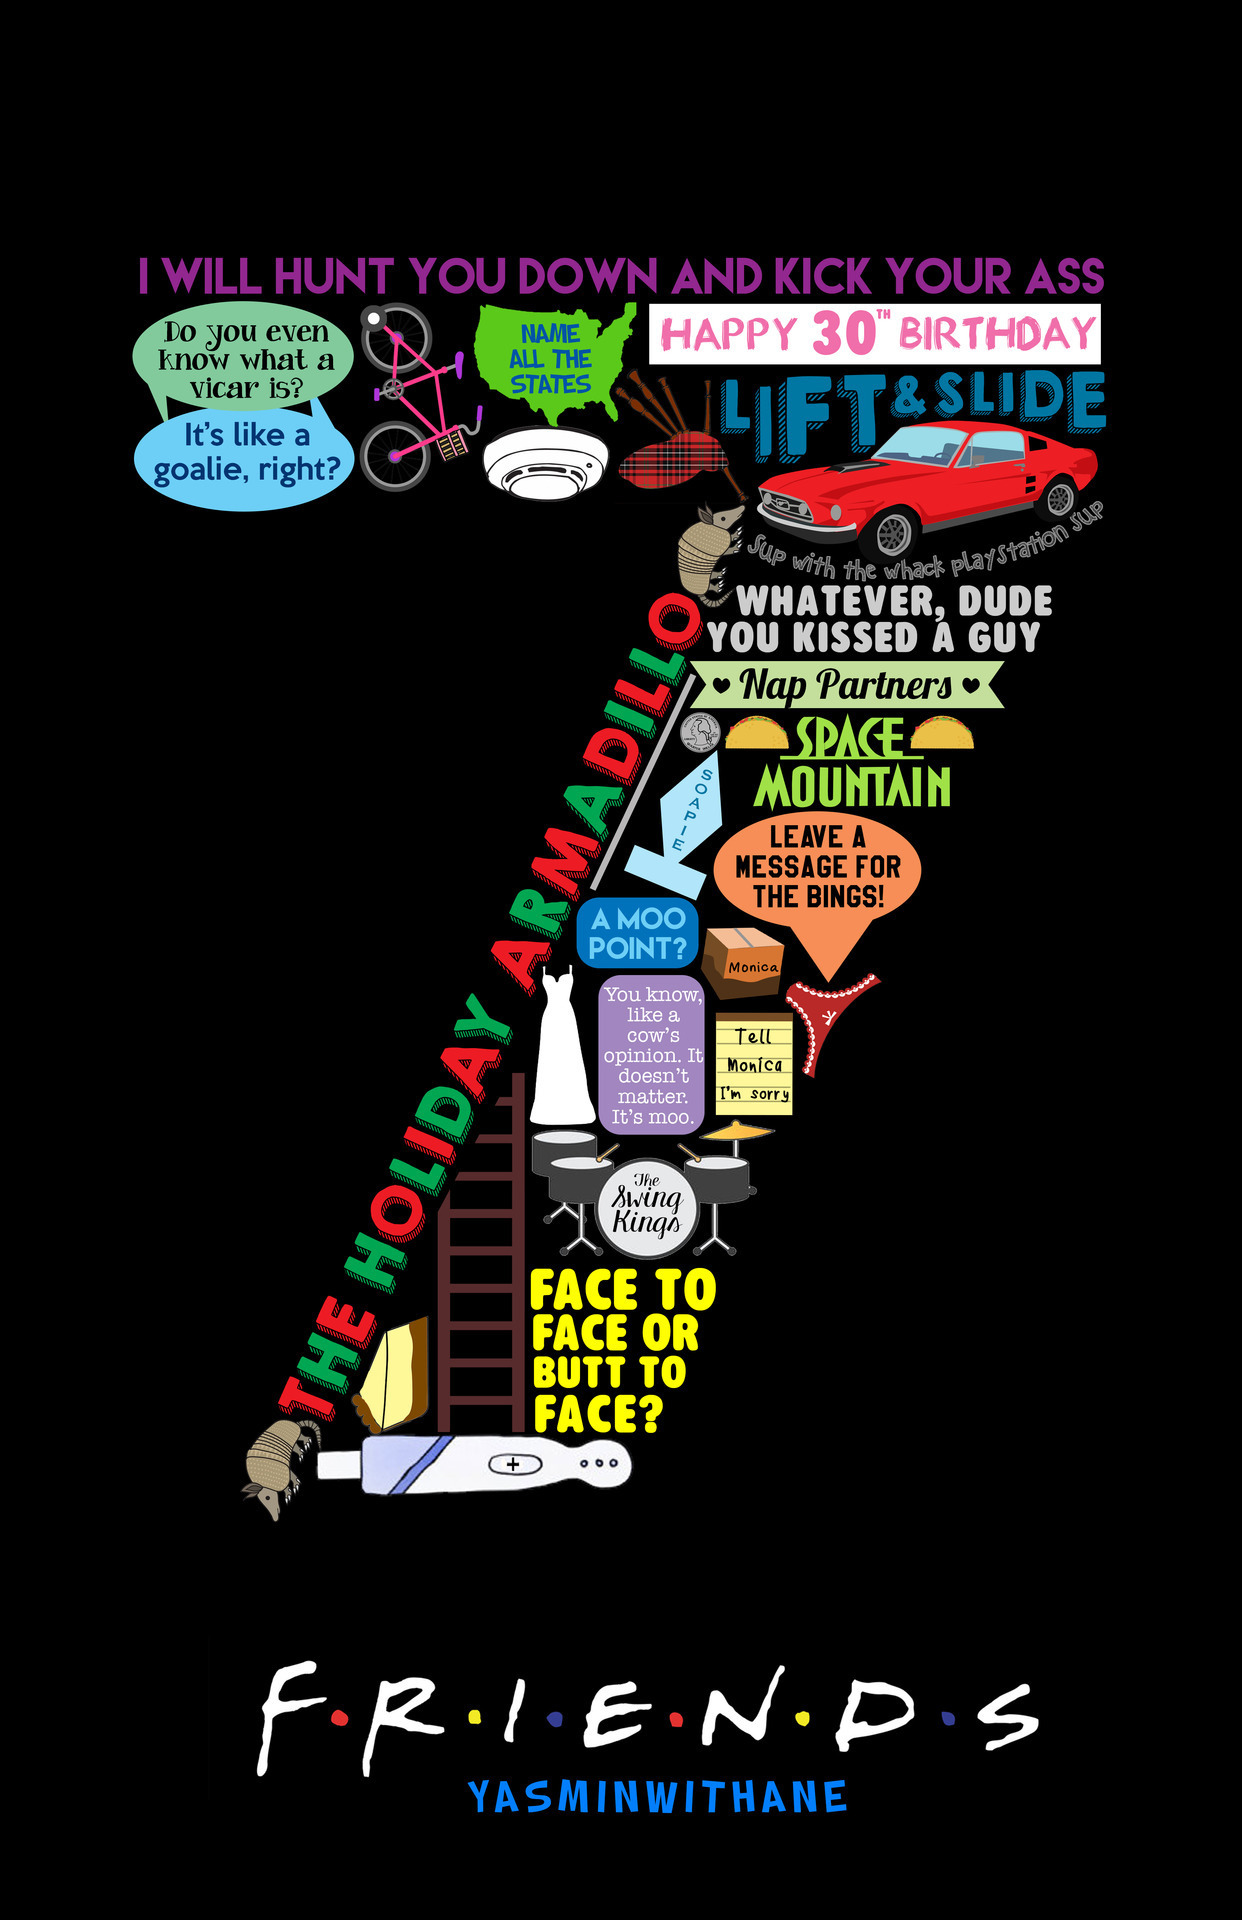 I WILL HUNT YOU DOWN AND KICK YOUR ASS
Do you even
know what a
vicar is?
It's like a
goalie, right?
NAME
ALL THE
STATES
HAPPY 30TH BIRTHDAY
LIFT & SLIDE
Sup with the whack playstation sup
WHATEVER, DUDE
YOU KISSED A GUY
Nap Partners
SPACE
MOUNTAIN
SOAPIE
LEAVE A
MESSAGE FOR
THE BINGS!
THE HOLIDAY ARMADILLO
A MOO
POINT?
Monica
You know,
like a
cow's
opinion. It
doesn't
matter.
It's moo.
Tell
Monica
I'm sorry
The
Swing
Kings
FACE TO
FACE OR
BUTT TO
FACE?
+
F·R·I·E·N·D·S
YASMINWITHANE